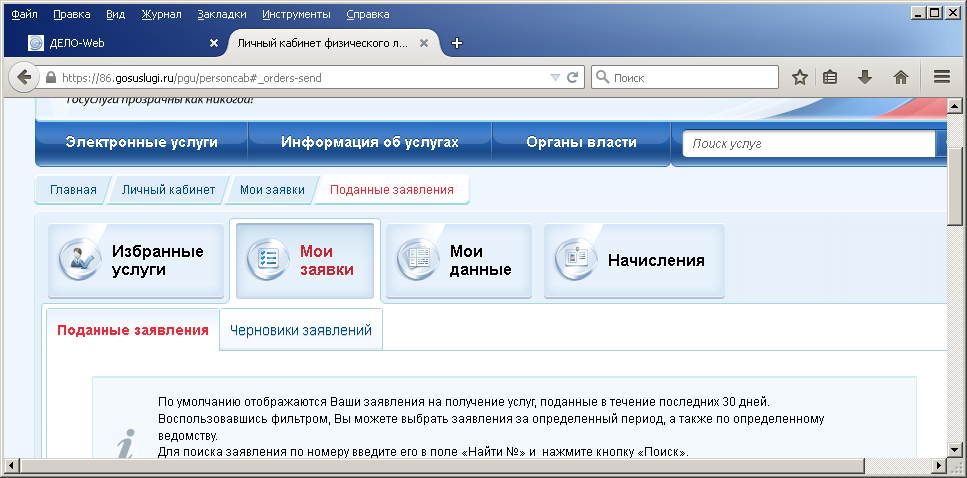 Файл Правка Вид Журнал Закладки Инструменты Справка
ДЕЛО-Web
Личный кабинет физического л...
https://86.gosuslugi.ru/pgu/personcab#_orders-send
Поиск
Госуслуги прозрачны как никогда!
Электронные услуги
Информация об услугах
Органы власти
Поиск услуг
Главная
Личный кабинет
Мои заявки
Поданные заявления
Избранные
услуги
Мои
заявки
Мои
данные
Начисления
Поданные заявления
Черновики заявлений
По умолчанию отображаются Ваши заявления на получение услуг, поданные в течение последних 30 дней.
Воспользовавшись фильтром, Вы можете выбрать заявления за определенный период, а также по определенному
ведомству.
Для поиска заявления по номеру введите его в поле «Найти №» и нажмите кнопку «Поиск».